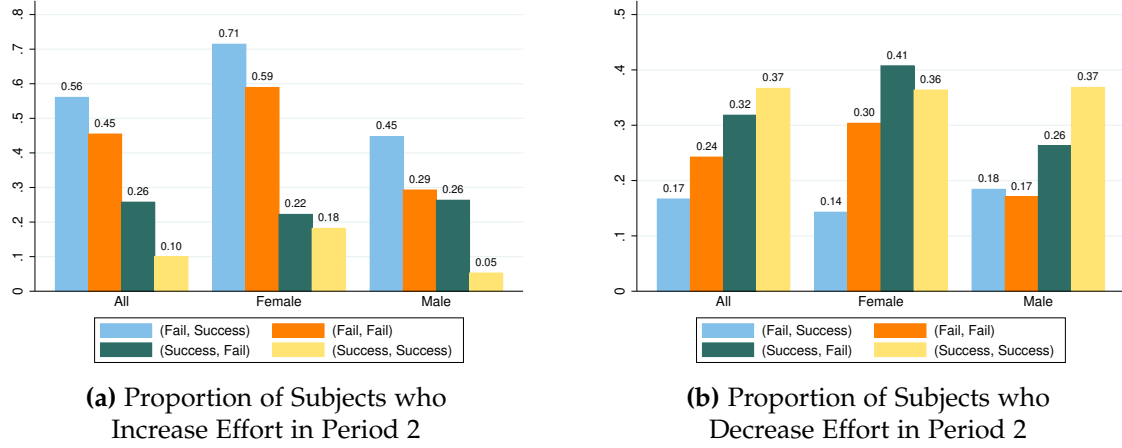 0 .1 .2 .3 .4 .5 .6 .7 .8
0.56 0.45 0.26 0.10
0.71 0.59 0.22 0.18
0.45 0.29 0.26 0.05
All Female Male
(Fail, Success) (Fail, Fail)
(Success, Fail) (Success, Success)
(a) Proportion of Subjects who
Increase Effort in Period 2
0 .1 .2 .3 .4 .5
0.17 0.24 0.32 0.37
0.14 0.30 0.41 0.36
0.18 0.17 0.26 0.37
All Female Male
(Fail, Success) (Fail, Fail)
(Success, Fail) (Success, Success)
(b) Proportion of Subjects who
Decrease Effort in Period 2